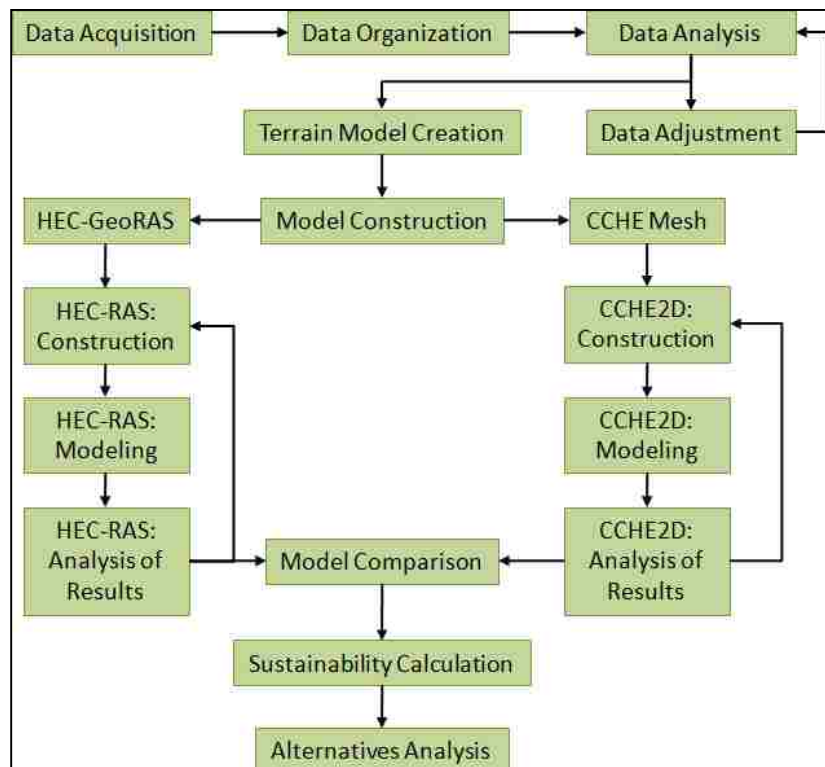 Data Acquisition
Data Organization
Data Analysis
Terrain Model Creation
Data Adjustment
HEC-GeoRAS
Model Construction
CCHE Mesh
HEC-RAS:
Construction
CCHE2D:
Construction
HEC-RAS:
Modeling
CCHE2D:
Modeling
HEC-RAS:
Analysis of
Results
Model Comparison
CCHE2D:
Analysis of
Results
Sustainability Calculation
Alternatives Analysis